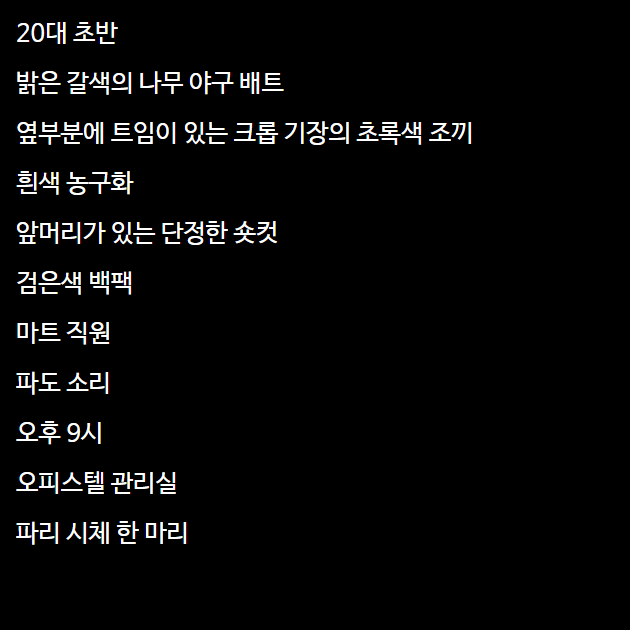 20대 초반
밝은 갈색의 나무 야구 배트
옆부분에 트임이 있는 크롭 기장의 초록색 조끼
흰색 농구화
앞머리가 있는 단정한 숏컷
검은색 백팩
마트 직원
파도 소리
오후 9시
오피스텔 관리실
파리 시체 한 마리